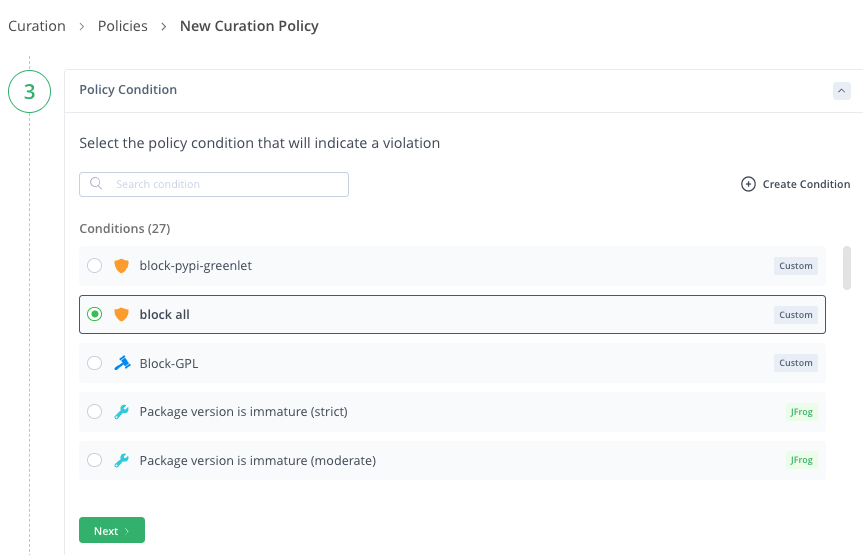 Curation > Policies > New Curation Policy
3
Policy Condition
Select the policy condition that will indicate a violation
Search condition
Create Condition
Conditions (27)
block-pypi-greenlet Custom
block all Custom
Block-GPL Custom
Package version is immature (strict) JFrog
Package version is immature (moderate) JFrog
Next >